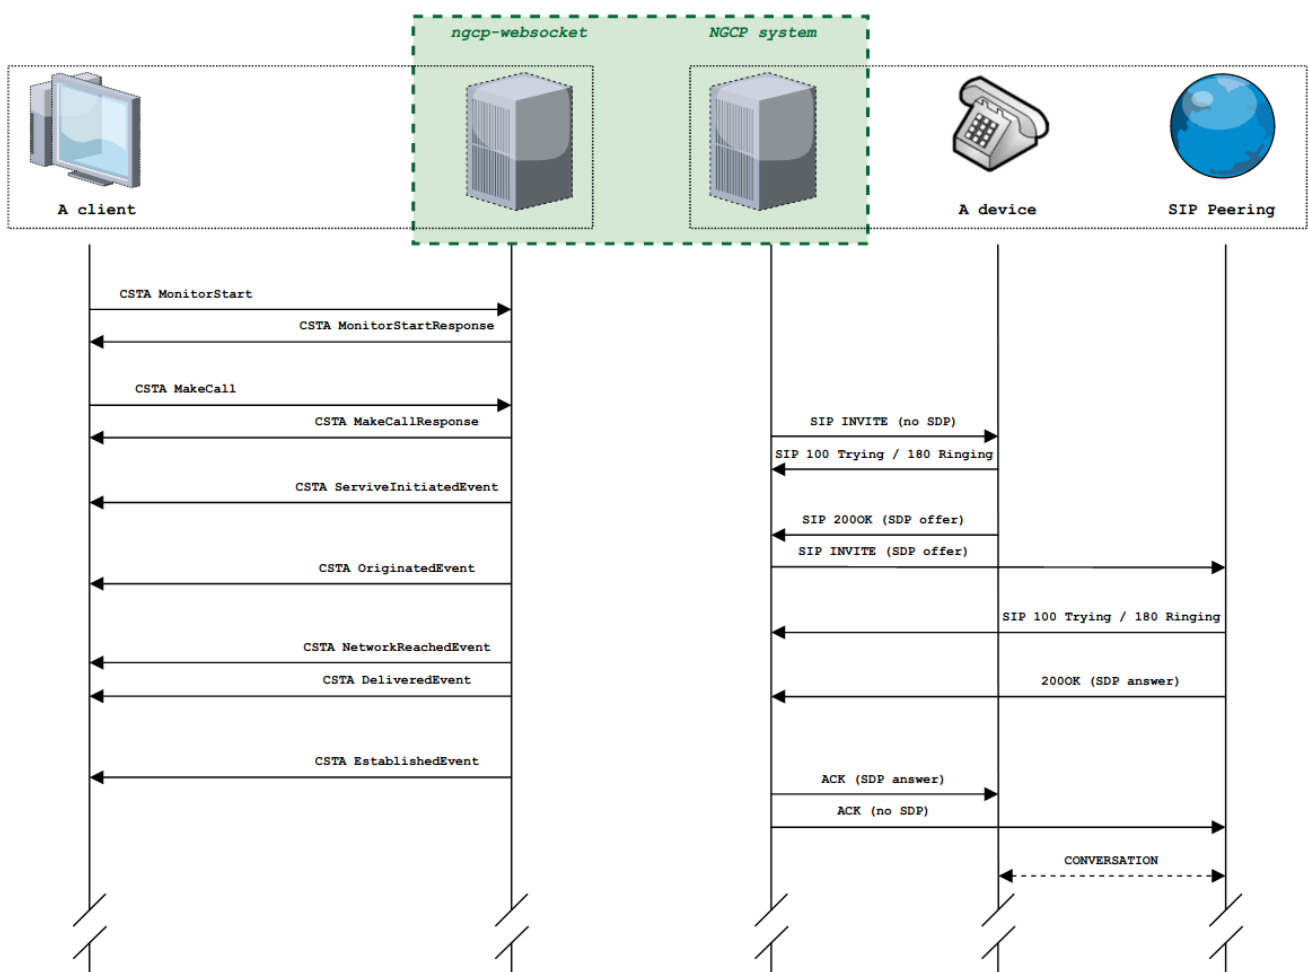 ngcp-websocket
NGCP system
A client
A device
SIP Peering
CSTA MonitorStart
CSTA MonitorStartResponse
CSTA MakeCall
CSTA MakeCallResponse
SIP INVITE (no SDP)
SIP 100 Trying / 180 Ringing
CSTA ServiveInitiatedEvent
SIP 200OK (SDP offer)
SIP INVITE (SDP offer)
CSTA OriginatedEvent
SIP 100 Trying / 180 Ringing
CSTA NetworkReachedEvent
CSTA DeliveredEvent
200OK (SDP answer)
CSTA EstablishedEvent
ACK (SDP answer)
ACK (no SDP)
CONVERSATION